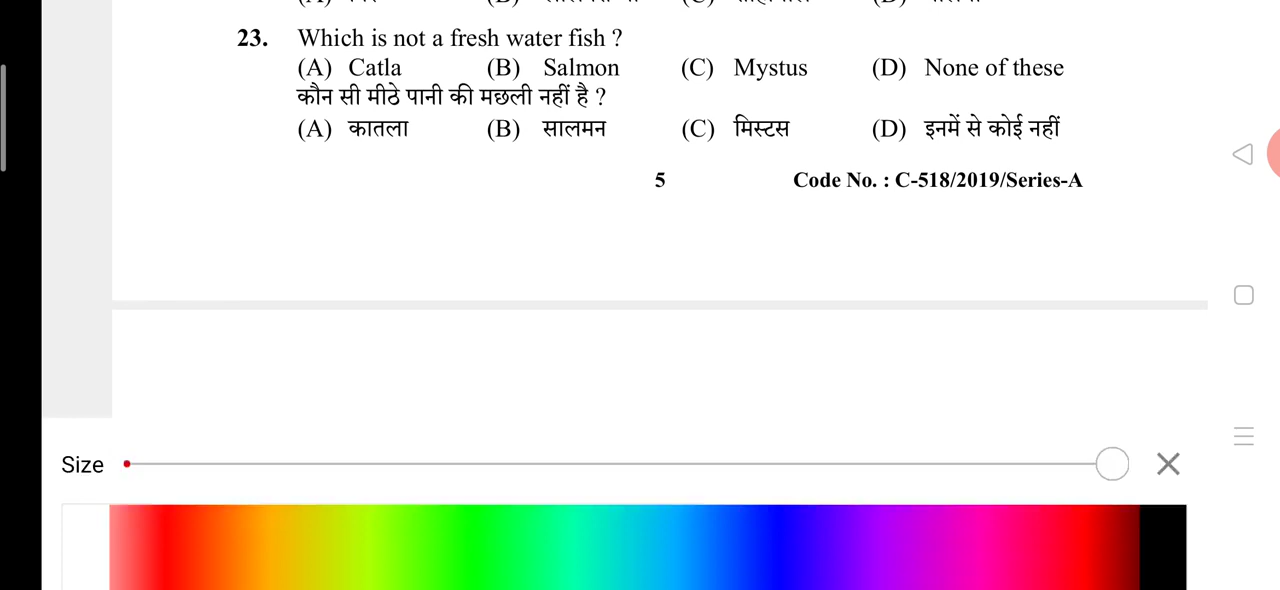 23. Which is not a fresh water fish ?
(A) Catla (B) Salmon (C) Mystus (D) None of these
कौन सी मीठे पानी की मछली नहीं है ?
(A) कातला (B) सालमन (C) मिस्टस (D) इनमें से कोई नहीं
5 Code No. : C-518/2019/Series-A
Size